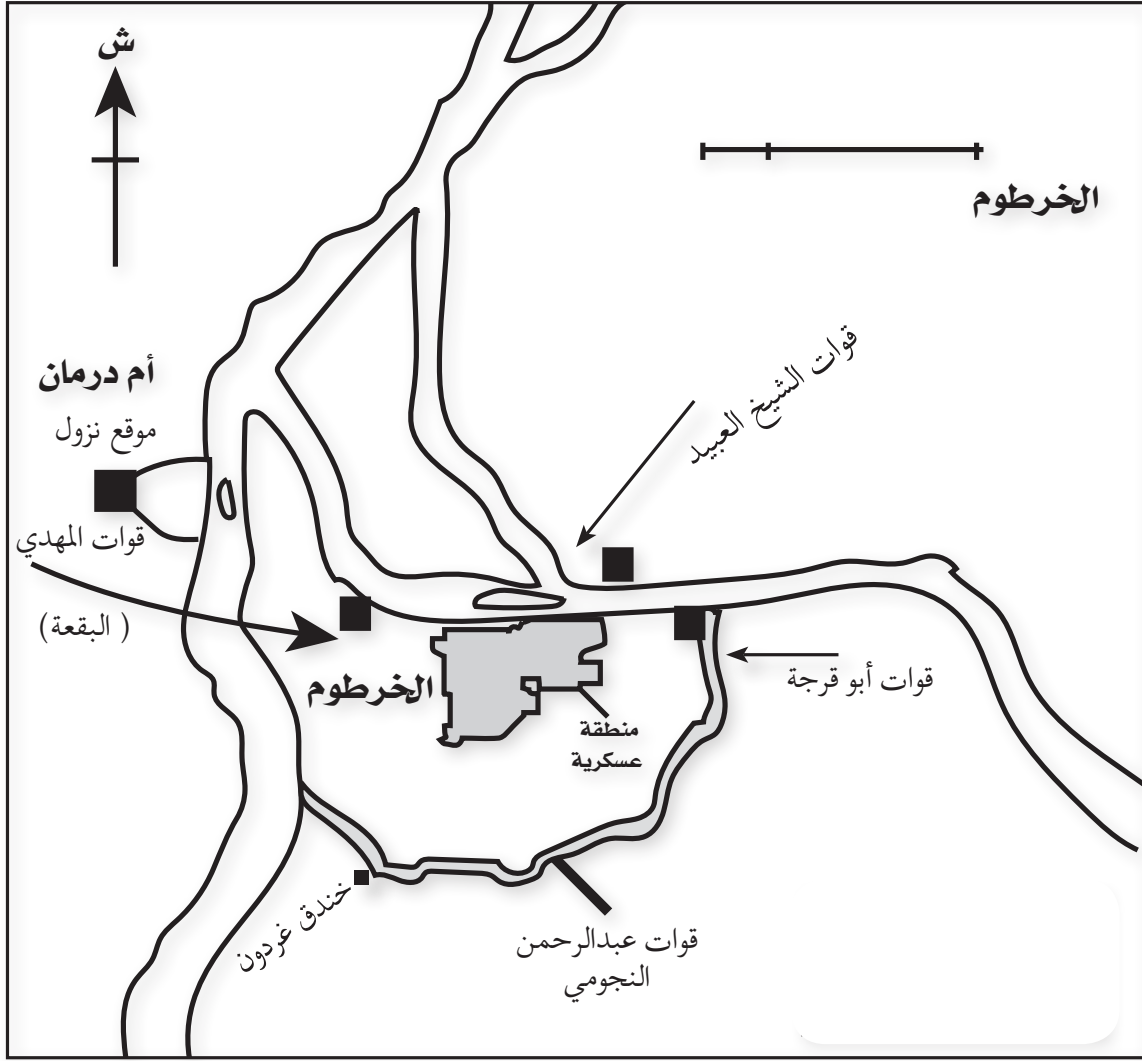 ش
الخرطوم
أم درمان
موقع نزول
قوات المهدي
(البقعة)
قوات الشيخ العبيد
قوات أبو قرجة
الخرطوم
منطقة
عسكرية
خندق غردون
قوات عبدالرحمن
النجومي